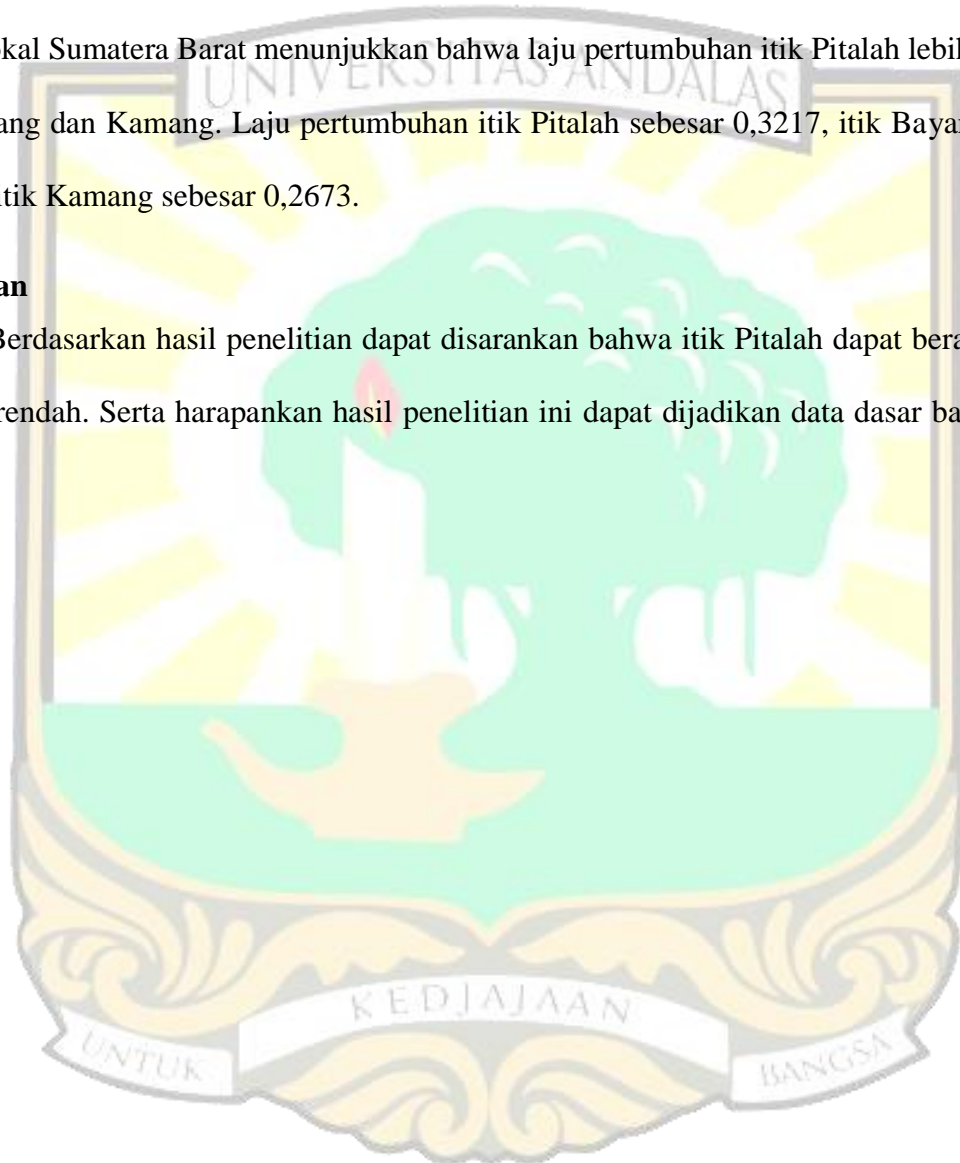 okal Sumatera Barat menunjukkan bahwa laju pertumbuhan itik Pitalah lebih
UNIVERSITAS ANDALAS
ang dan Kamang. Laju pertumbuhan itik Pitalah sebesar 0,3217, itik Bayan
itik Kamang sebesar 0,2673.
an
Berdasarkan hasil penelitian dapat disarankan bahwa itik Pitalah dapat bera
rendah. Serta harapankan hasil penelitian ini dapat dijadikan data dasar ba
KEDJAJAAN
UNTUK
BANGSA